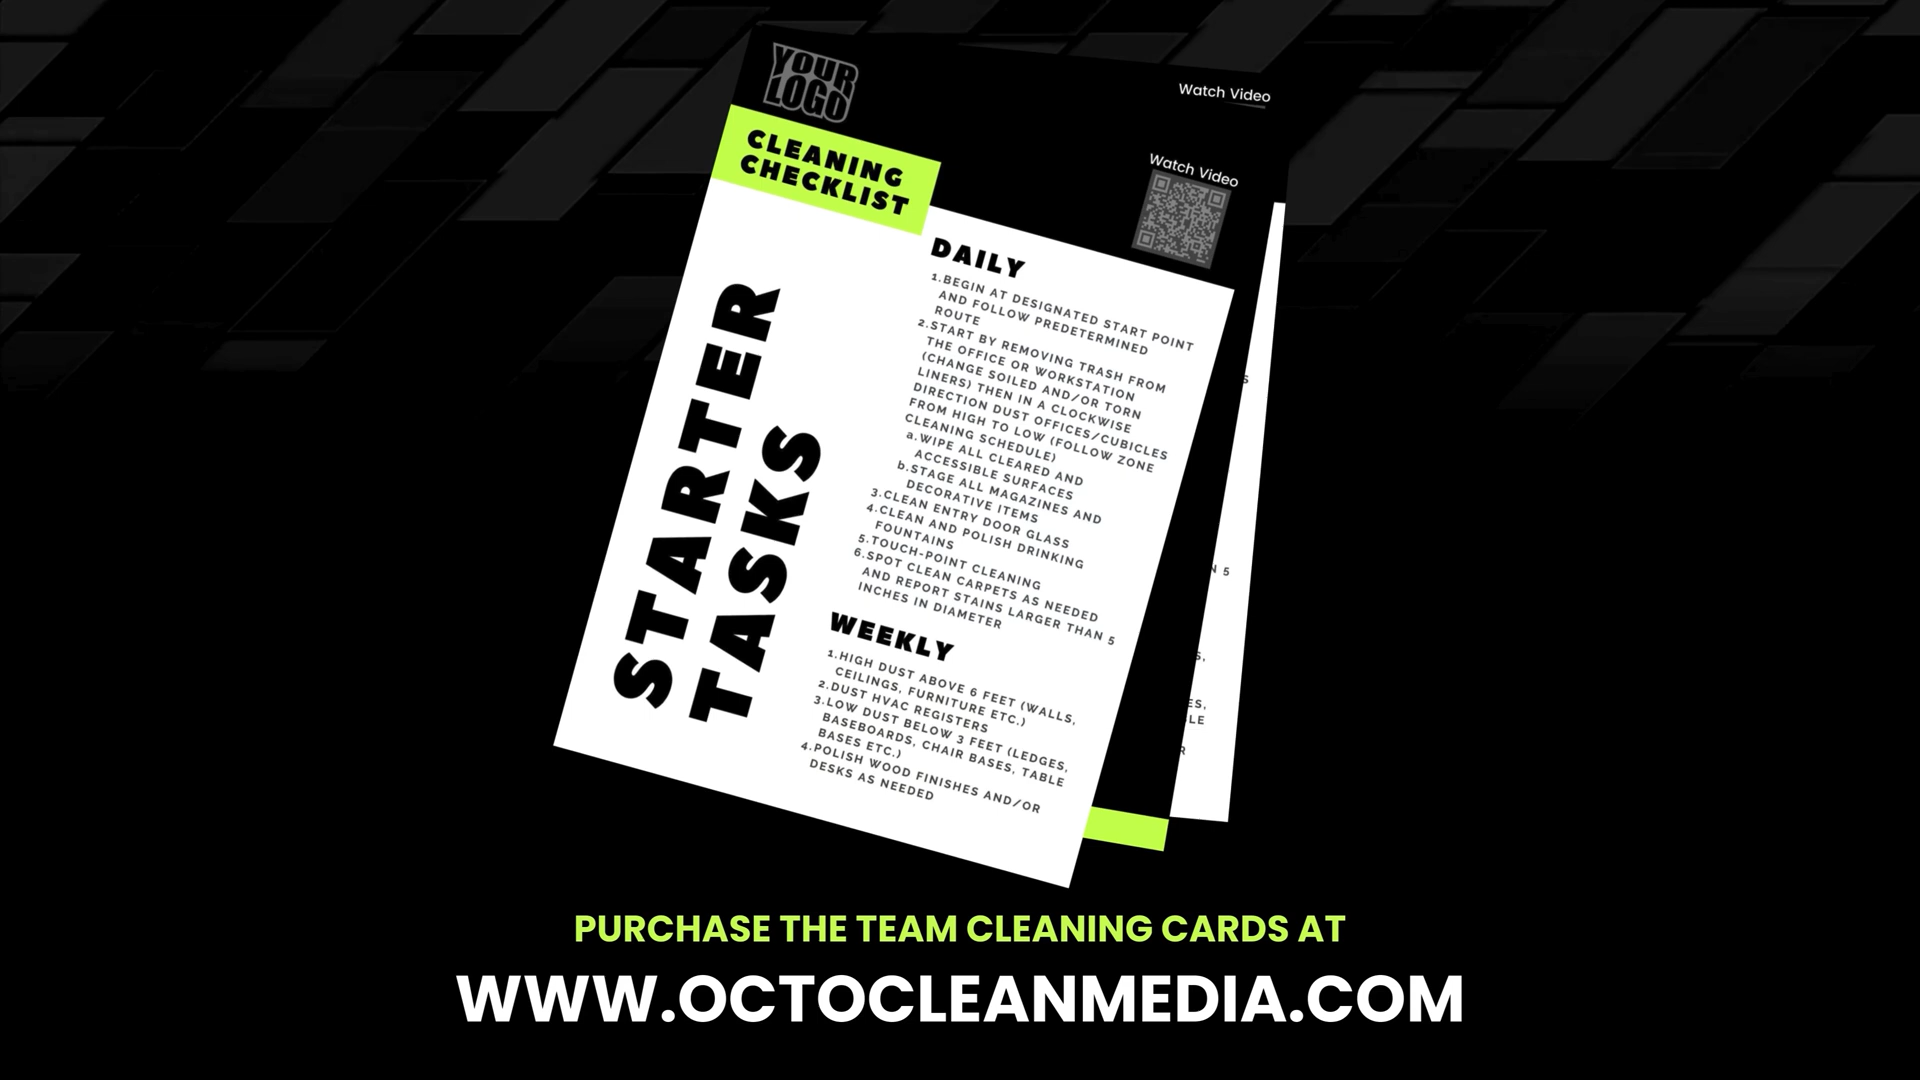 YOUR
LOGO
Watch Video
Watch Video
CLEANING
CHECKLIST
STARTER
TASKS
DAILY
1.BEGIN AT DESIGNATED START POINT
AND FOLLOW PREDETERMINED
ROUTE
2.START BY REMOVING TRASH FROM
THE OFFICE OR WORKSTATION
(CHANGE SOILED AND/OR TORN
LINERS) THEN IN A CLOCKWISE
DIRECTION DUST OFFICES/CUBICLES
FROM HIGH TO LOW (FOLLOW ZONE
CLEANING SCHEDULE)
a.WIPE ALL CLEARED AND
ACCESSIBLE SURFACES
b.STAGE ALL MAGAZINES AND
DECORATIVE ITEMS
3.CLEAN ENTRY DOOR GLASS
4.CLEAN AND POLISH DRINKING
FOUNTAINS
5.TOUCH-POINT CLEANING
6.SPOT CLEAN CARPETS AS NEEDED
AND REPORT STAINS LARGER THAN 5
INCHES IN DIAMETER
WEEKLY
1.HIGH DUST ABOVE 6 FEET (WALLS,
CEILINGS, FURNITURE ETC.)
2.DUST HVAC REGISTERS
3.LOW DUST BELOW 3 FEET (LEDGES,
BASEBOARDS, CHAIR BASES, TABLE
BASES ETC.)
4.POLISH WOOD FINISHES AND/OR
DESKS AS NEEDED
PURCHASE THE TEAM CLEANING CARDS AT
WWW.OCTOCLEANMEDIA.COM